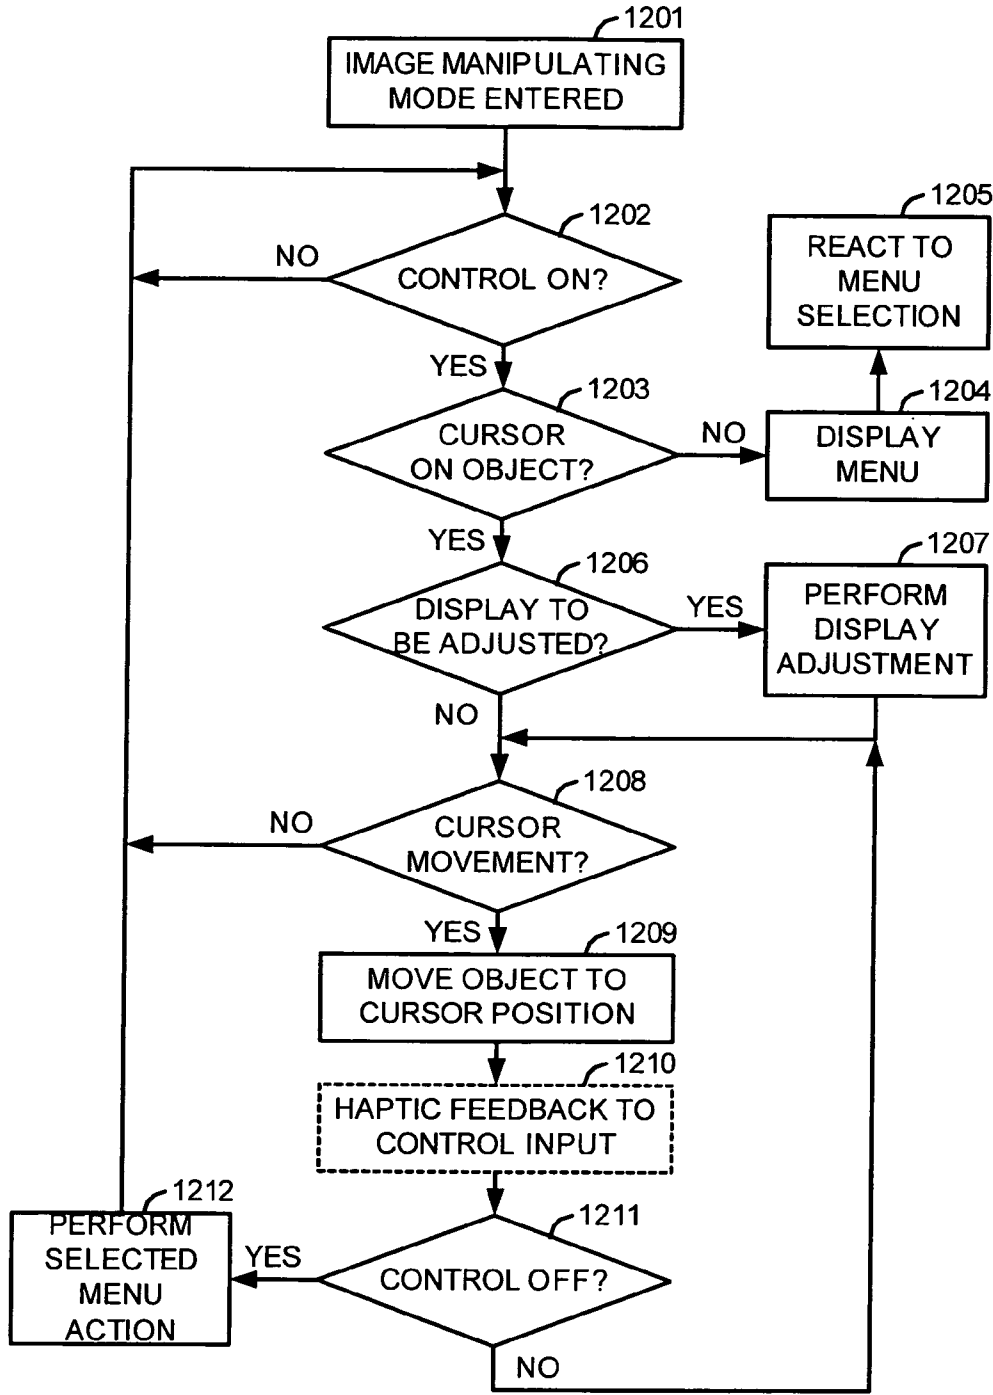 1201
IMAGE MANIPULATING
MODE ENTERED
1202
NO
CONTROL ON?
YES
1205
REACT TO
MENU
SELECTION
1203
CURSOR
ON OBJECT?
NO
1204
DISPLAY
MENU
YES
1206
DISPLAY TO
BE ADJUSTED?
YES
1207
PERFORM
DISPLAY
ADJUSTMENT
NO
1208
NO
CURSOR
MOVEMENT?
YES
1209
MOVE OBJECT TO
CURSOR POSITION
1210
HAPTIC FEEDBACK TO
CONTROL INPUT
1211
CONTROL OFF?
YES
1212
PERFORM
SELECTED
MENU
ACTION
NO